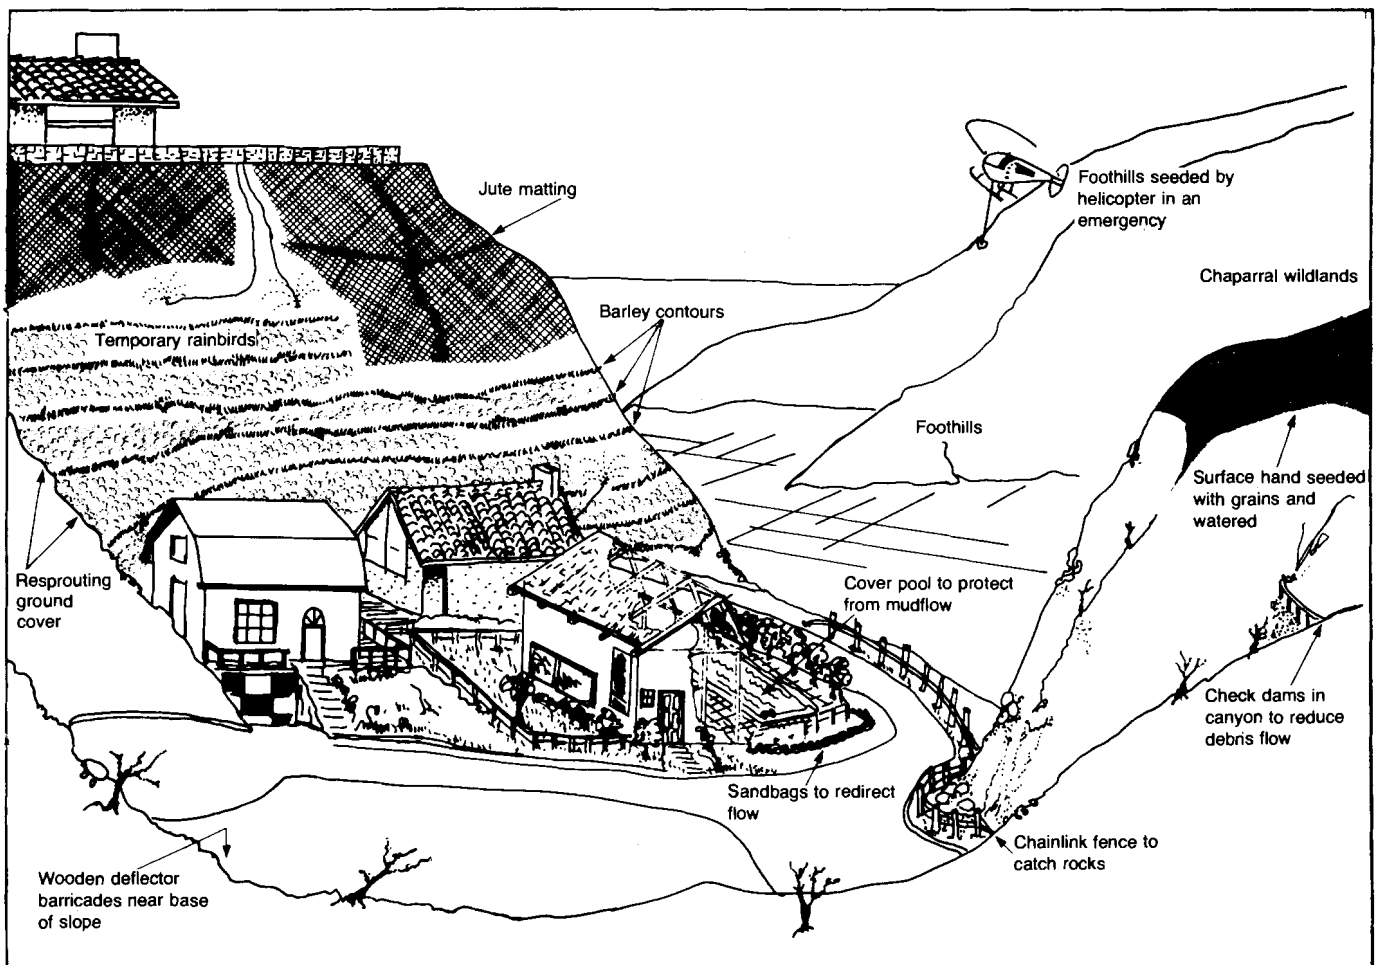 Jute matting
Foothills seeded by
helicopter in an
emergency
Chaparral wildlands
Barley contours
Temporary rainbirds
Foothills
Surface hand seeded
with grains and
watered
Resprouting
ground
cover
Cover pool to protect
from mudflow
Check dams in
canyon to reduce
debris flow
Sandbags to redirect
flow
Chainlink fence to
catch rocks
Wooden deflector
barricades near base
of slope